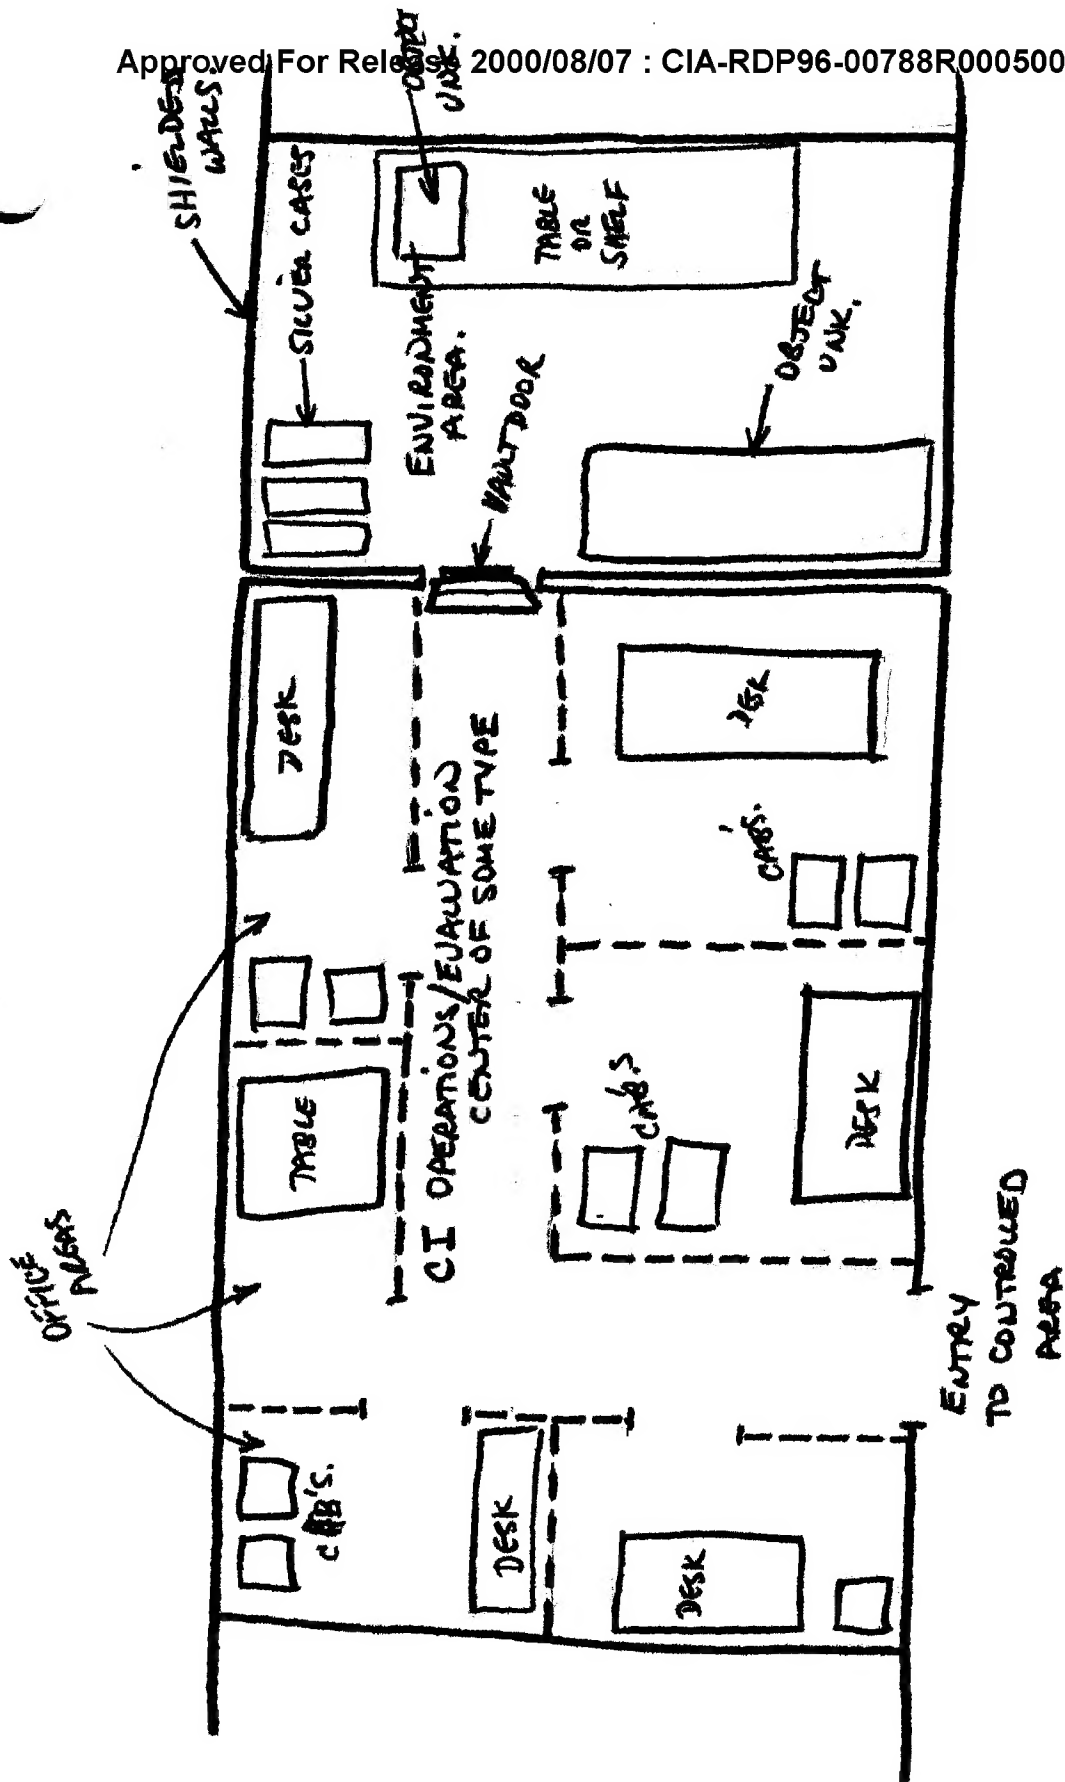 Approved For Release 2000/08/07 : CIA-RDP96-00788R000500
OBJECT
UNK.
SHIELDED
WALLS.
SILVER CASES
TABLE
OR
SHELF
ENVIRONMENT
AREA.
VAULT DOOR
OBJECT
UNK.
DESK
DESK
CI OPERATIONS/EVALUATION
CENTER OF SOME TYPE
CAB'S.
TABLE
CAB'S
DESK
OFFICE
AREAS
ENTRY
TO CONTROLLED
AREA
CAB'S.
DESK
DESK